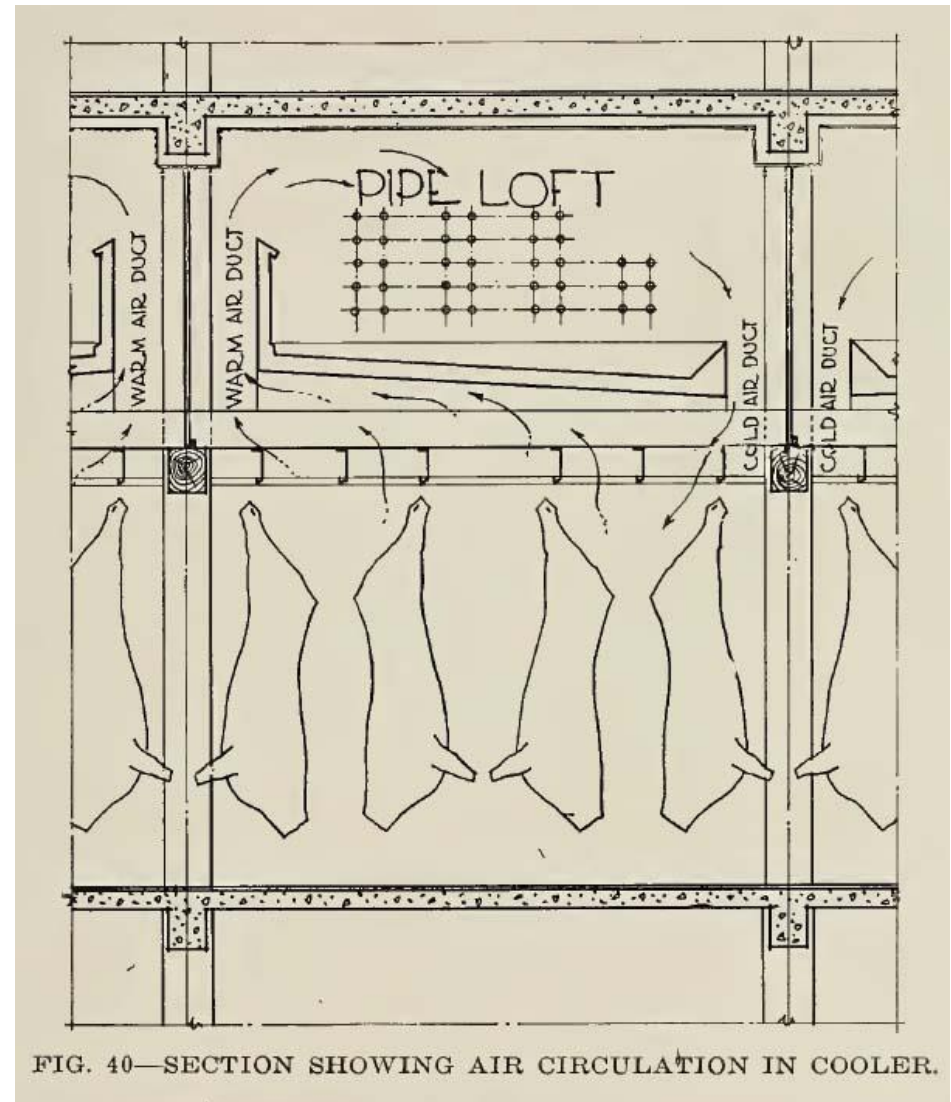 PIPE LOFT
WARM AIR DUCT
WARM AIR DUCT
COLD AIR DUCT
COLD AIR DUCT
FIG. 40—SECTION SHOWING AIR CIRCULATION IN COOLER.